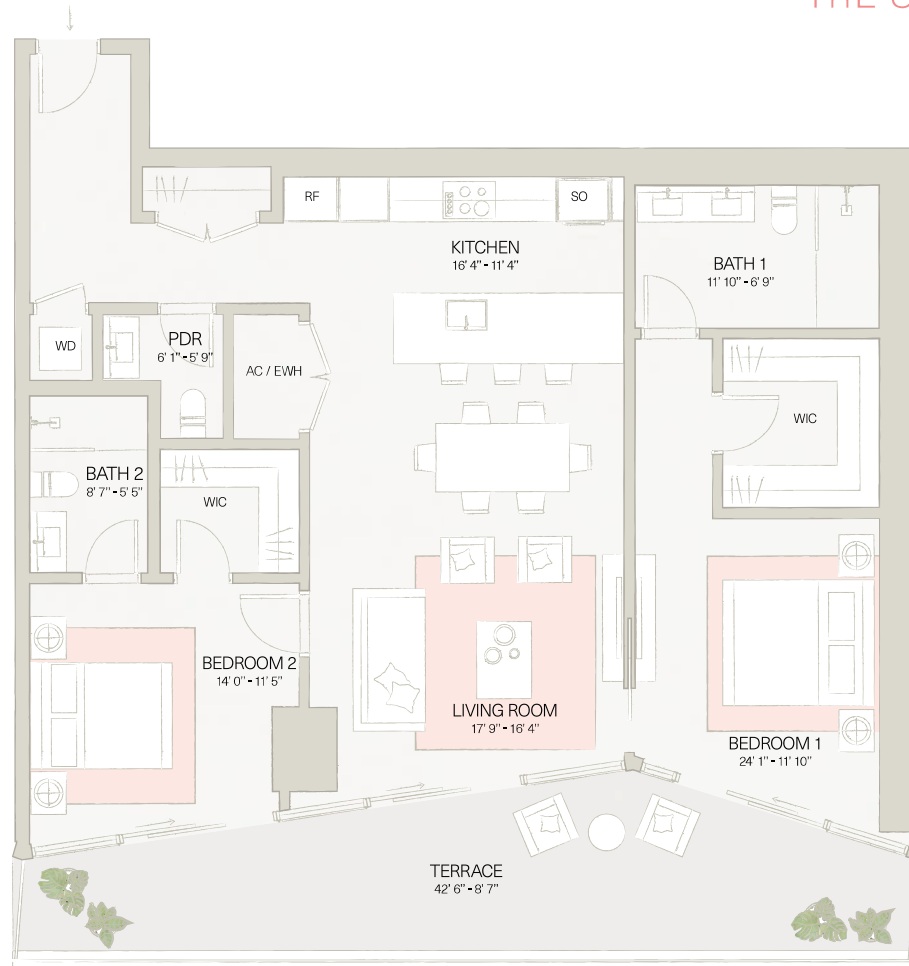 THE
RF
SO
KITCHEN
16' 4" - 11' 4"
BATH 1
11' 10" - 6' 9"
WD
PDR
6' 1" - 5' 9"
AC / EWH
WIC
BATH 2
8' 7" - 5' 5"
WIC
BEDROOM 2
14' 0" - 11' 5"
LIVING ROOM
17' 9" - 16' 4"
BEDROOM 1
24' 1" - 11' 10"
TERRACE
42' 6" - 8' 7"